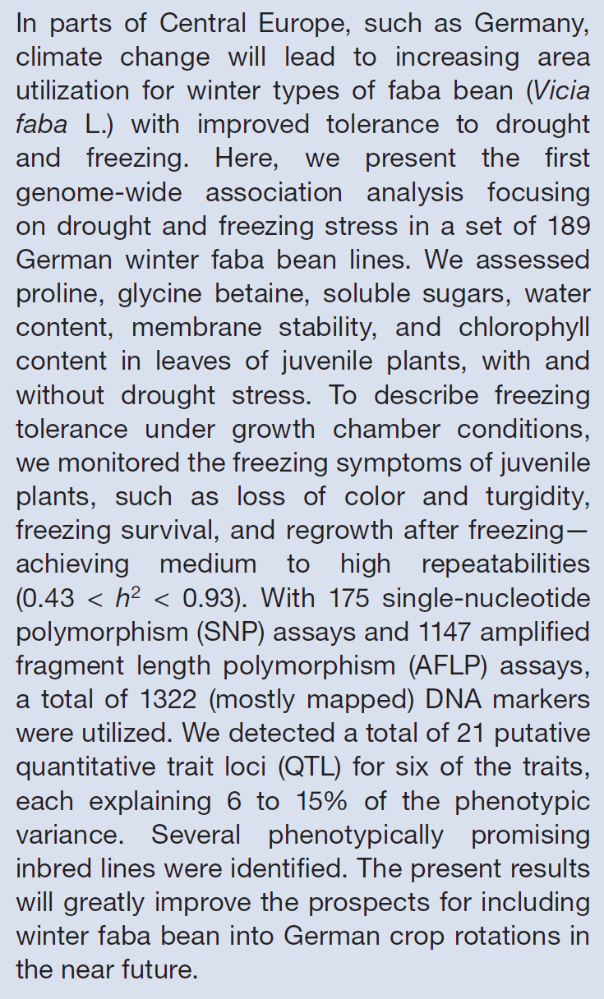 In parts of Central Europe, such as Germany,
climate change will lead to increasing area
utilization for winter types of faba bean (Vicia
faba L.) with improved tolerance to drought
and freezing. Here, we present the first
genome-wide association analysis focusing
on drought and freezing stress in a set of 189
German winter faba bean lines. We assessed
proline, glycine betaine, soluble sugars, water
content, membrane stability, and chlorophyll
content in leaves of juvenile plants, with and
without drought stress. To describe freezing
tolerance under growth chamber conditions,
we monitored the freezing symptoms of juvenile
plants, such as loss of color and turgidity,
freezing survival, and regrowth after freezing—
achieving medium to high repeatabilities
(0.43 < h² < 0.93). With 175 single-nucleotide
polymorphism (SNP) assays and 1147 amplified
fragment length polymorphism (AFLP) assays,
a total of 1322 (mostly mapped) DNA markers
were utilized. We detected a total of 21 putative
quantitative trait loci (QTL) for six of the traits,
each explaining 6 to 15% of the phenotypic
variance. Several phenotypically promising
inbred lines were identified. The present results
will greatly improve the prospects for including
winter faba bean into German crop rotations in
the near future.